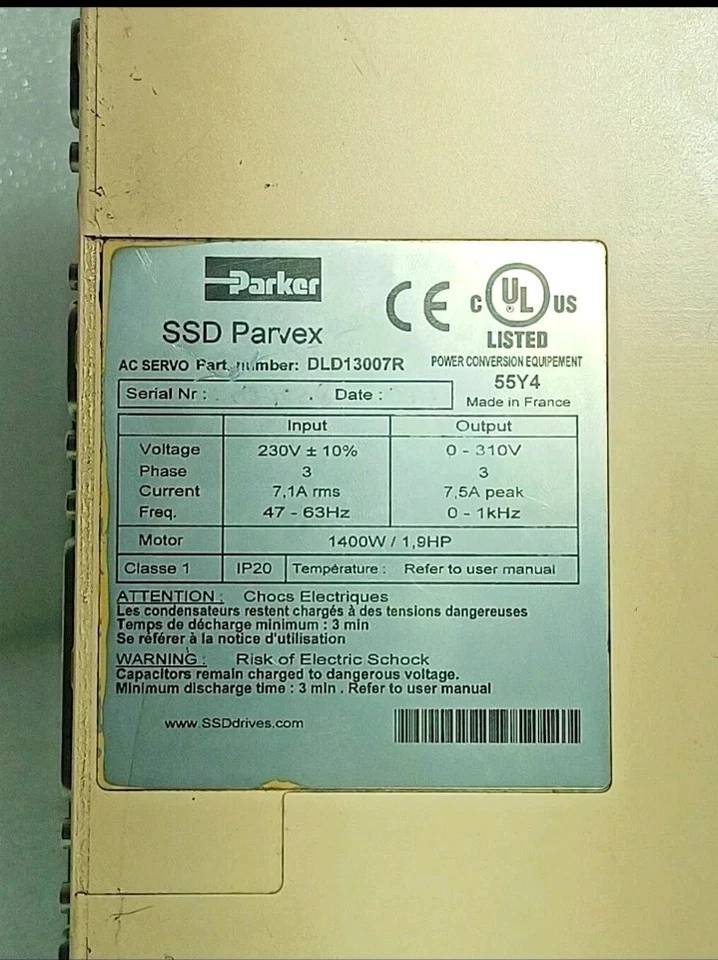 Parker
SSD Parvex
CE
C UL US
LISTED
AC SERVO Part. number: DLD13007R
POWER CONVERSION EQUIPEMENT
55Y4
Made in France
Serial Nr : Date :
Input Output
Voltage 230V ± 10% 0 - 310V
Phase 3 3
Current 7,1A rms 7,5A peak
Freq. 47 - 63Hz 0 - 1kHz
Motor 1400W / 1,9HP
Classe 1 IP20 Température : Refer to user manual
ATTENTION : Chocs Electriques
Les condensateurs restent chargés à des tensions dangereuses
Temps de décharge minimum : 3 min
Se référer à la notice d'utilisation
WARNING : Risk of Electric Schock
Capacitors remain charged to dangerous voltage.
Minimum discharge time : 3 min . Refer to user manual
www.SSDdrives.com